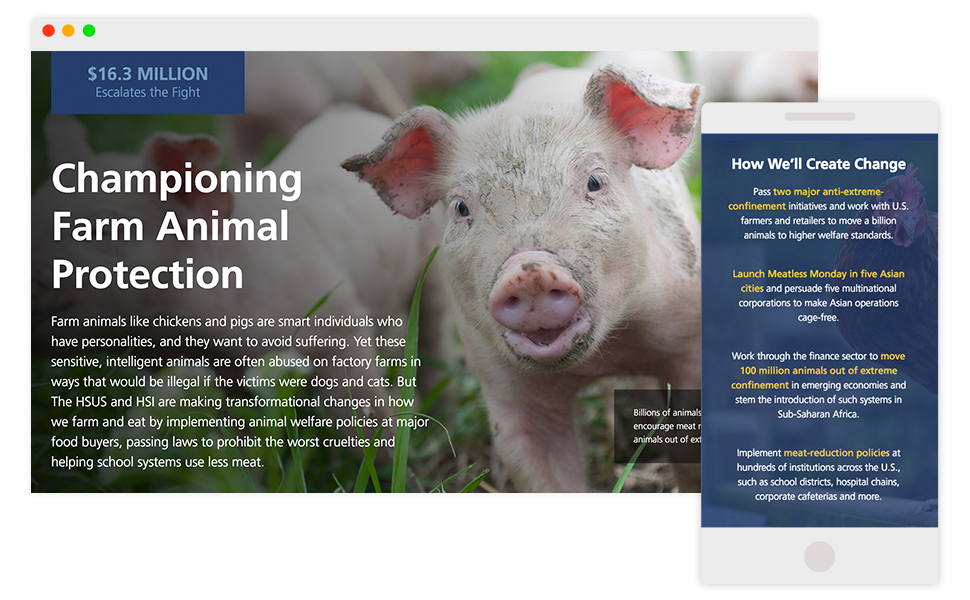 $16.3 MILLION
Escalates the Fight
Championing
Farm Animal
Protection
Farm animals like chickens and pigs are smart individuals who
have personalities, and they want to avoid suffering. Yet these
sensitive, intelligent animals are often abused on factory farms in
ways that would be illegal if the victims were dogs and cats. But
The HSUS and HSI are making transformational changes in how
we farm and eat by implementing animal welfare policies at major
food buyers, passing laws to prohibit the worst cruelties and
helping school systems use less meat.
Billions of animals
encourage meat
animals out of
How We'll Create Change
Pass two major anti-extreme-
confinement initiatives and work with U.S.
farmers and retailers to move a billion
animals to higher welfare standards.
Launch Meatless Monday in five Asian
cities and persuade five multinational
corporations to make Asian operations
cage-free.
Work through the finance sector to move
100 million animals out of extreme
confinement in emerging economies and
stem the introduction of such systems in
Sub-Saharan Africa.
Implement meat-reduction policies at
hundreds of institutions across the U.S.,
such as school districts, hospital chains,
corporate cafeterias and more.